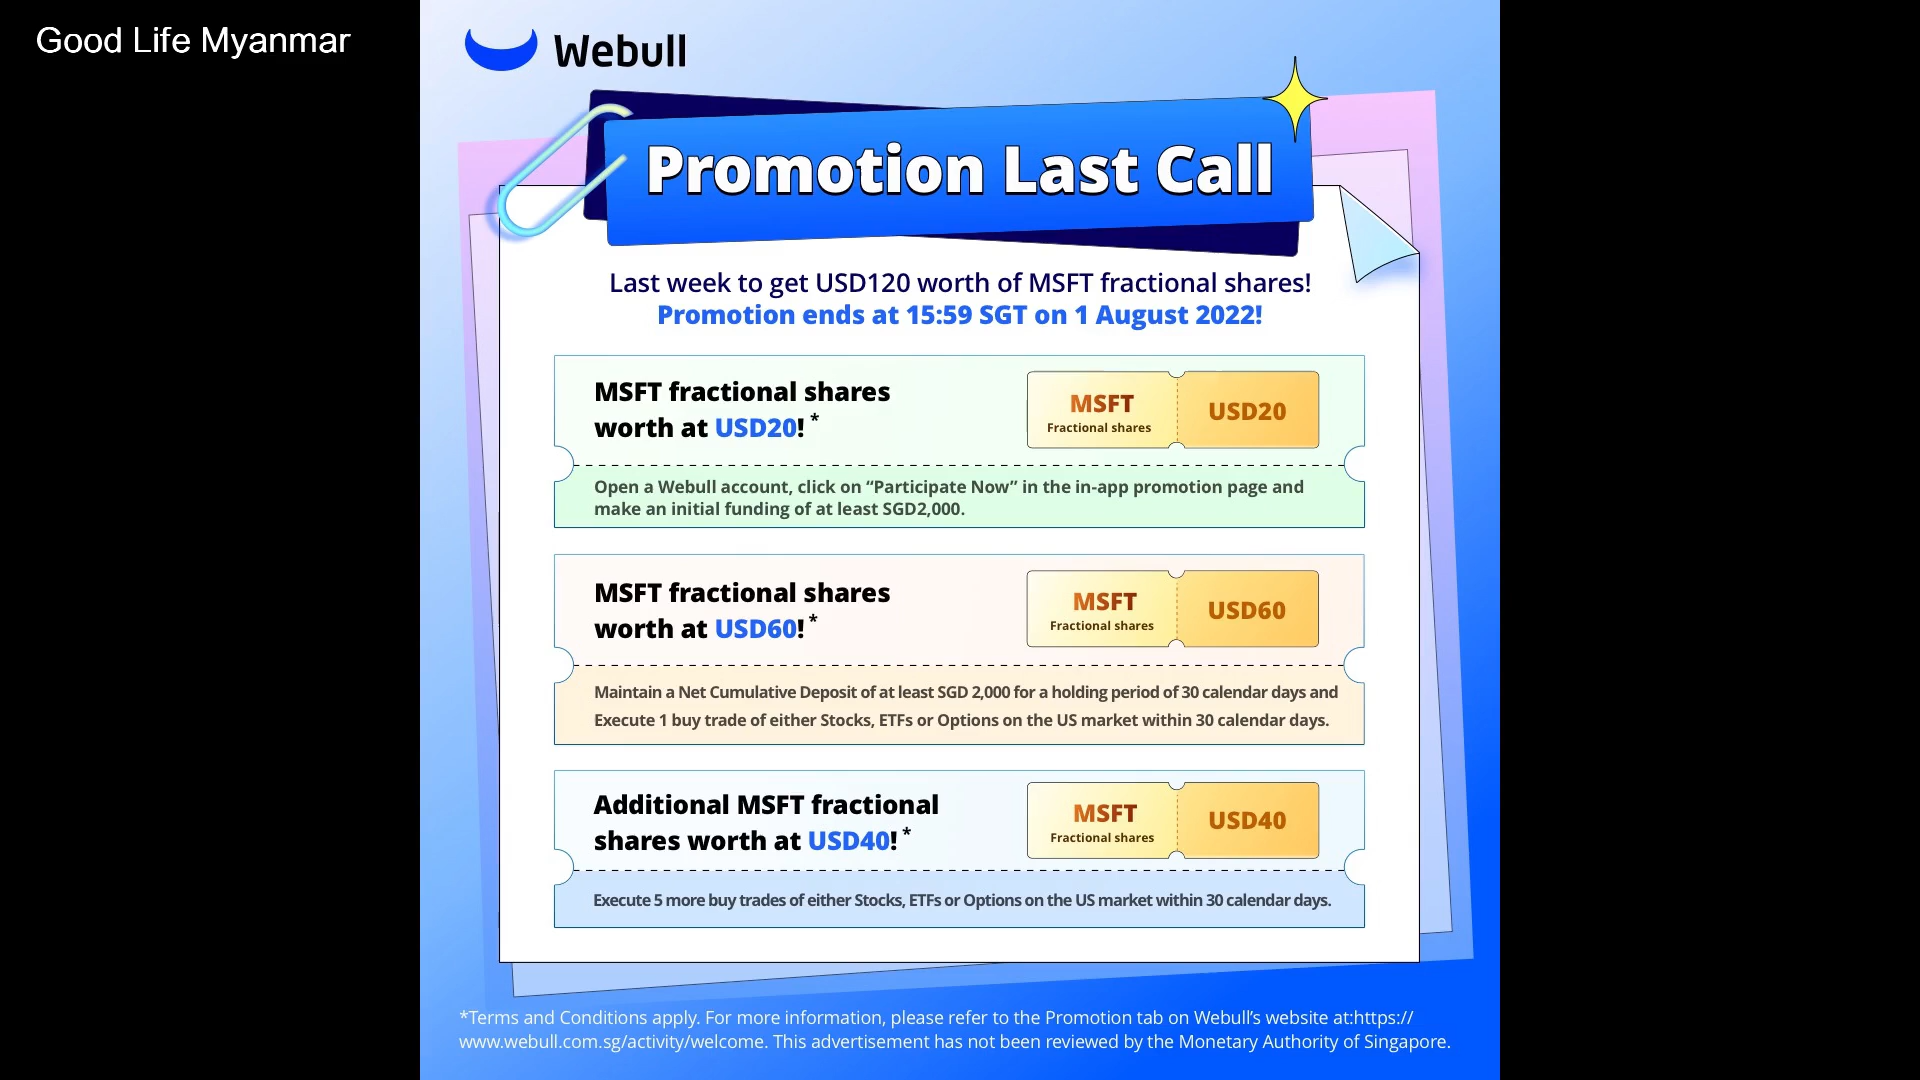 Good Life Myanmar
Webull
Promotion Last Call
Last week to get USD120 worth of MSFT fractional shares!
Promotion ends at 15:59 SGT on 1 August 2022!
MSFT fractional shares
worth at USD20! *
MSFT
Fractional shares
USD20
Open a Webull account, click on “Participate Now” in the in-app promotion page and
make an initial funding of at least SGD2,000.
MSFT fractional shares
worth at USD60! *
MSFT
Fractional shares
USD60
Maintain a Net Cumulative Deposit of at least SGD 2,000 for a holding period of 30 calendar days and
Execute 1 buy trade of either Stocks, ETFs or Options on the US market within 30 calendar days.
Additional MSFT fractional
shares worth at USD40! *
MSFT
Fractional shares
USD40
Execute 5 more buy trades of either Stocks, ETFs or Options on the US market within 30 calendar days.
*Terms and Conditions apply. For more information, please refer to the Promotion tab on Webull’s website at:https://
www.webull.com.sg/activity/welcome. This advertisement has not been reviewed by the Monetary Authority of Singapore.